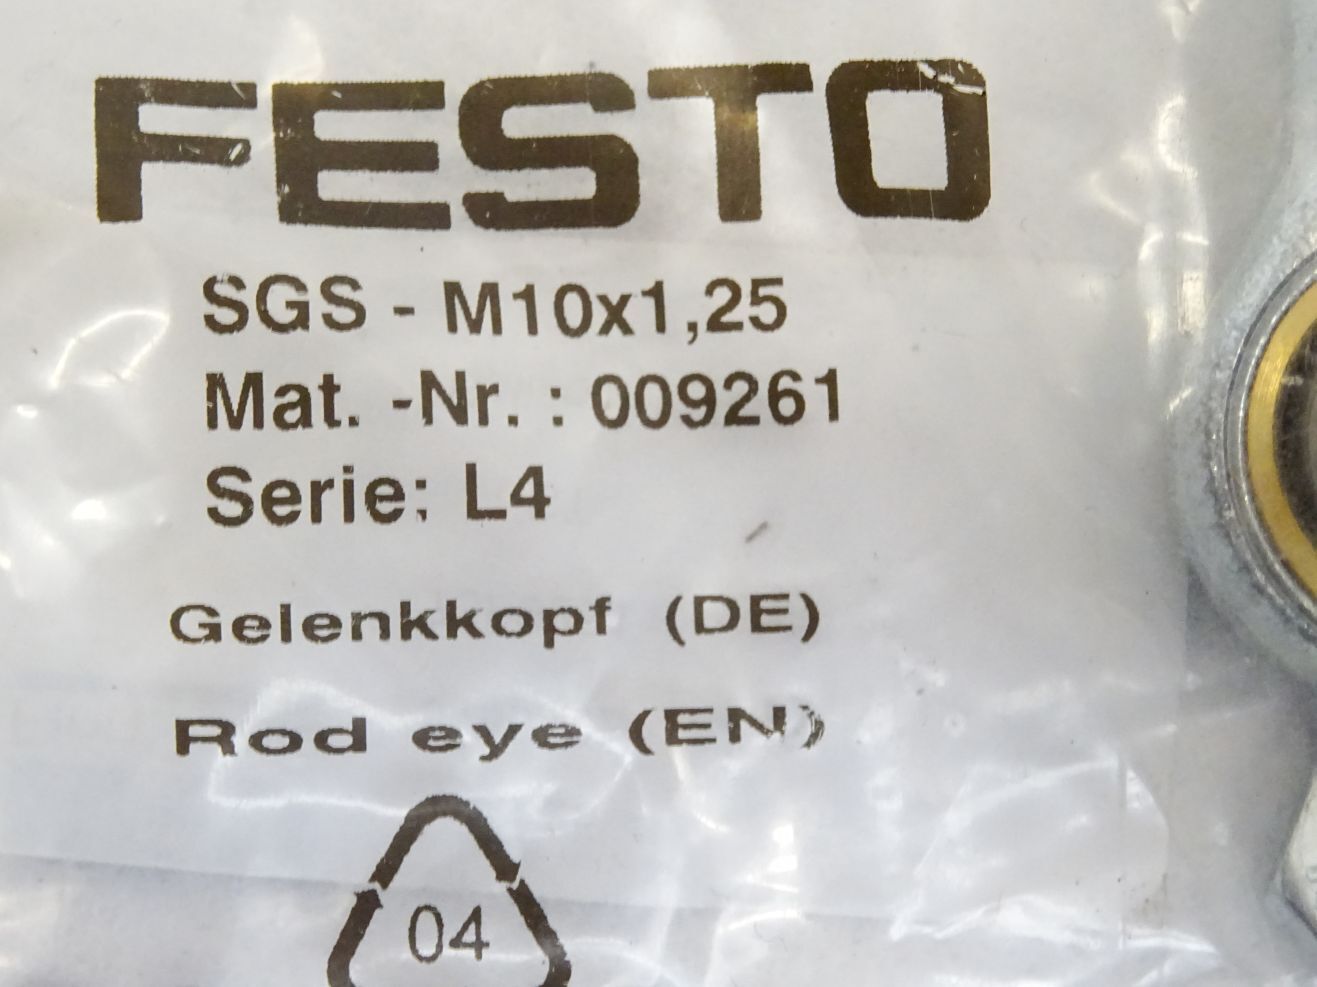 FESTO
SGS - M10x1,25
Mat. -Nr. : 009261
Serie: L4
Gelenkkopf (DE)
Rod eye (EN)
04